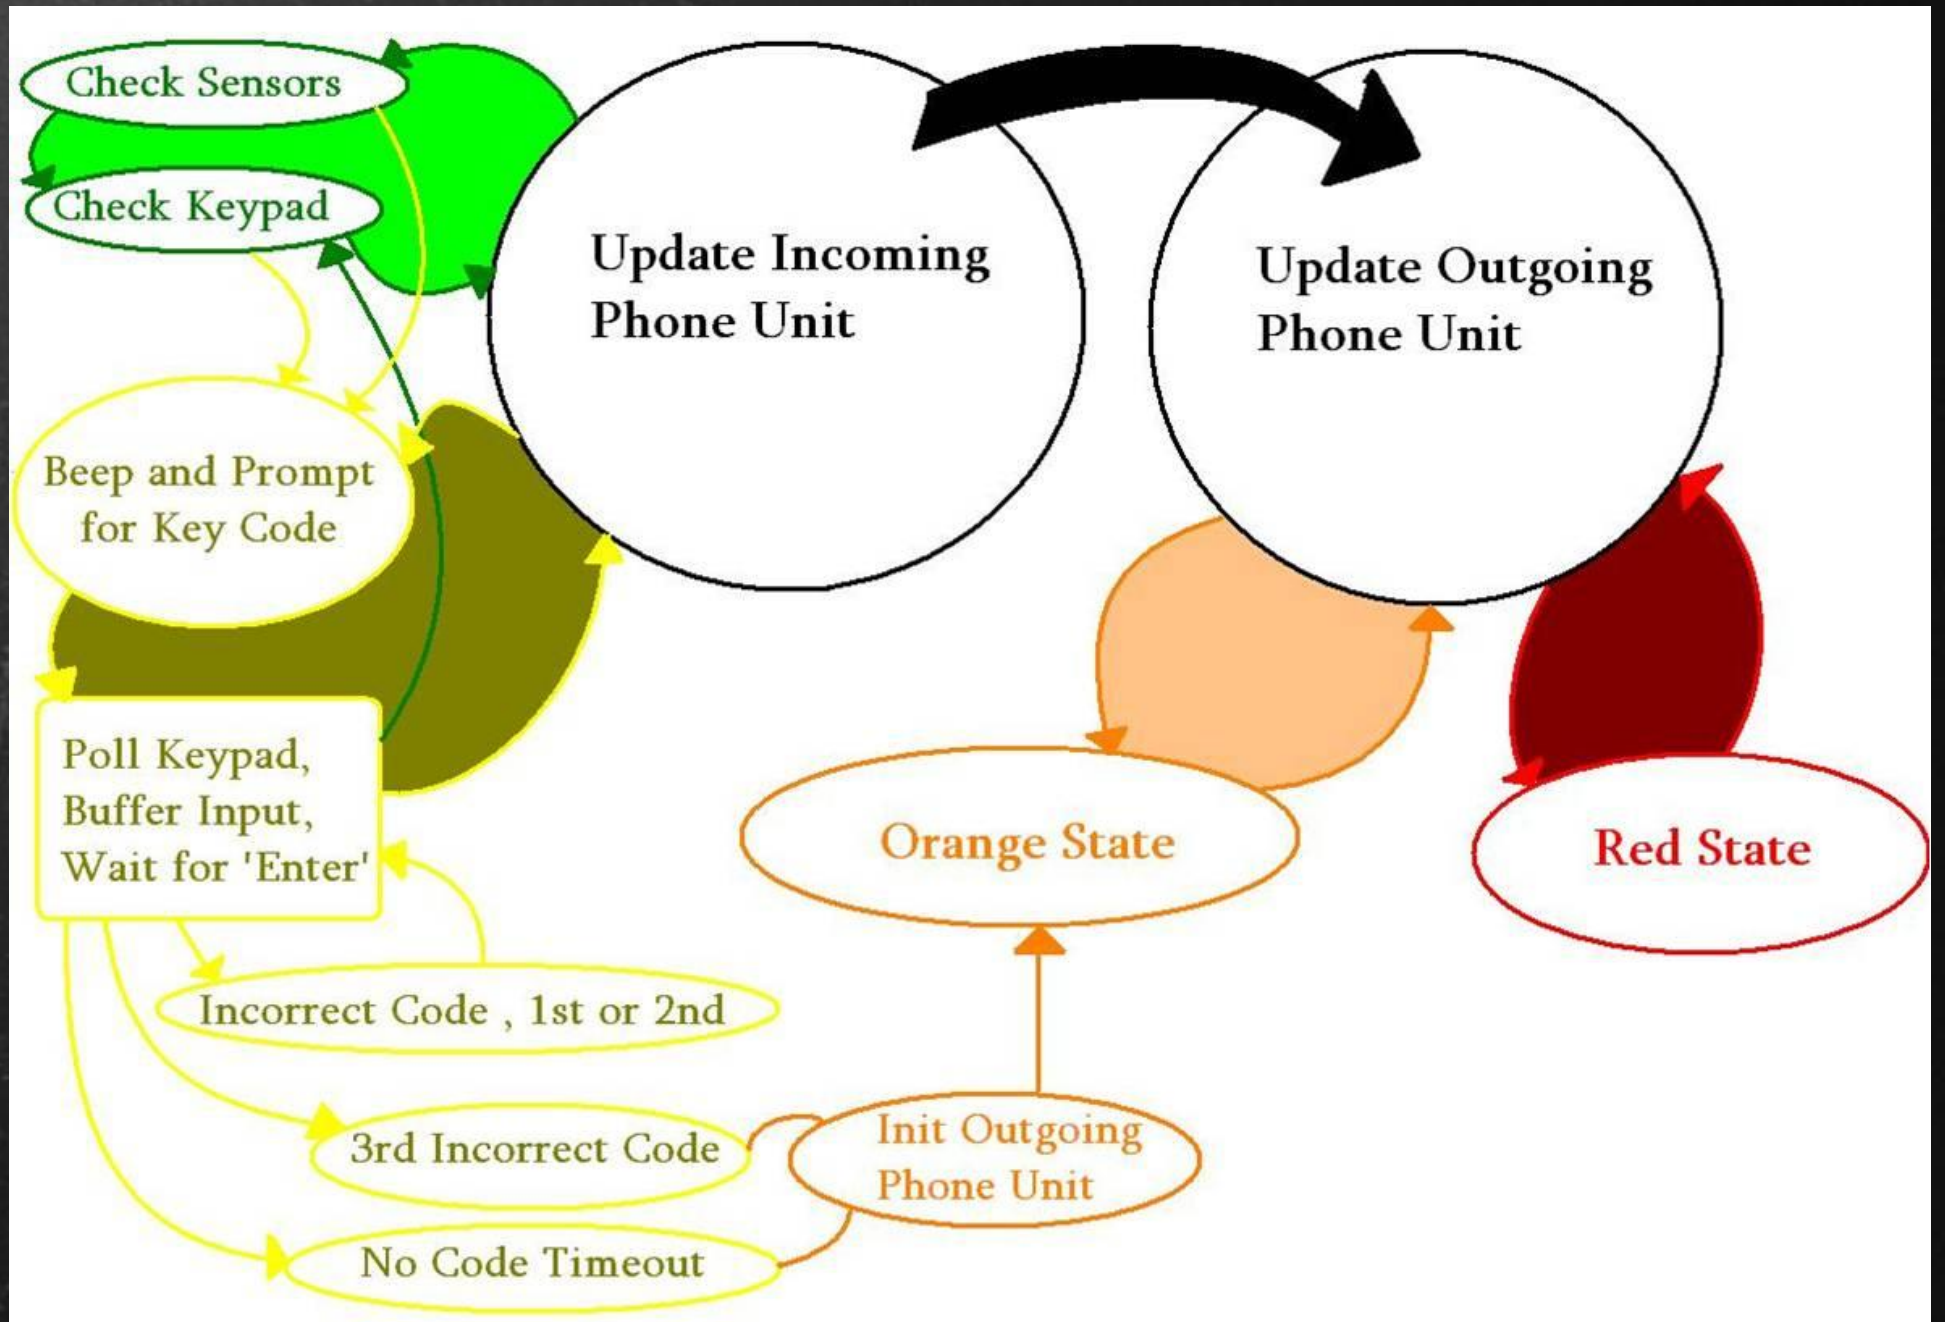 Check Sensors
Check Keypad
Update Incoming
Phone Unit
Update Outgoing
Phone Unit
Beep and Prompt
for Key Code
Poll Keypad,
Buffer Input,
Wait for 'Enter'
Orange State
Red State
Incorrect Code , 1st or 2nd
3rd Incorrect Code
Init Outgoing
Phone Unit
No Code Timeout